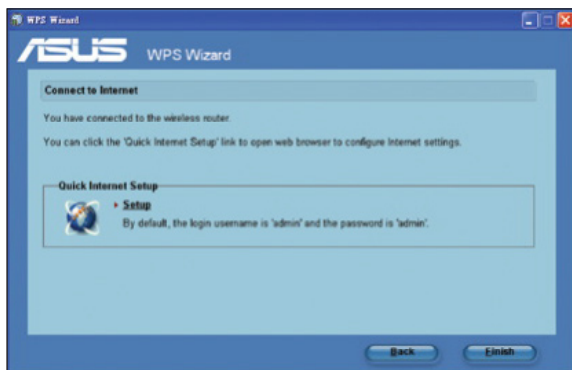 WPS Wizard
ASUS WPS Wizard
Connect to Internet
You have connected to the wireless router.
You can click the 'Quick Internet Setup' link to open web browser to configure Internet settings.
Quick Internet Setup
Setup
By default, the login username is 'admin' and the password is 'admin'.
Back Finish